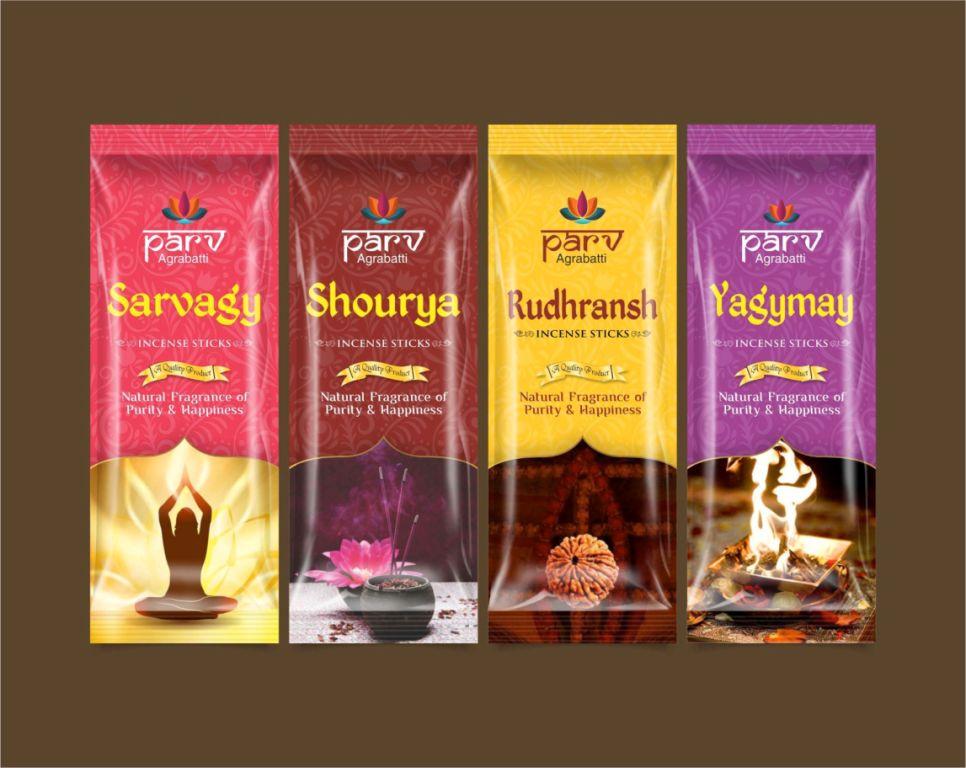 parv
Agrabatti
Sarvagy
INCENSE STICKS
A Quality Product
Natural Fragrance of
Purity & Happiness
parv
Agrabatti
Shourya
INCENSE STICKS
A Quality Product
Natural Fragrance of
Purity & Happiness
parv
Agrabatti
Rudhransh
INCENSE STICKS
A Quality Product
Natural Fragrance of
Purity & Happiness
parv
Agrabatti
Yagymay
INCENSE STICKS
A Quality Product
Natural Fragrance of
Purity & Happiness